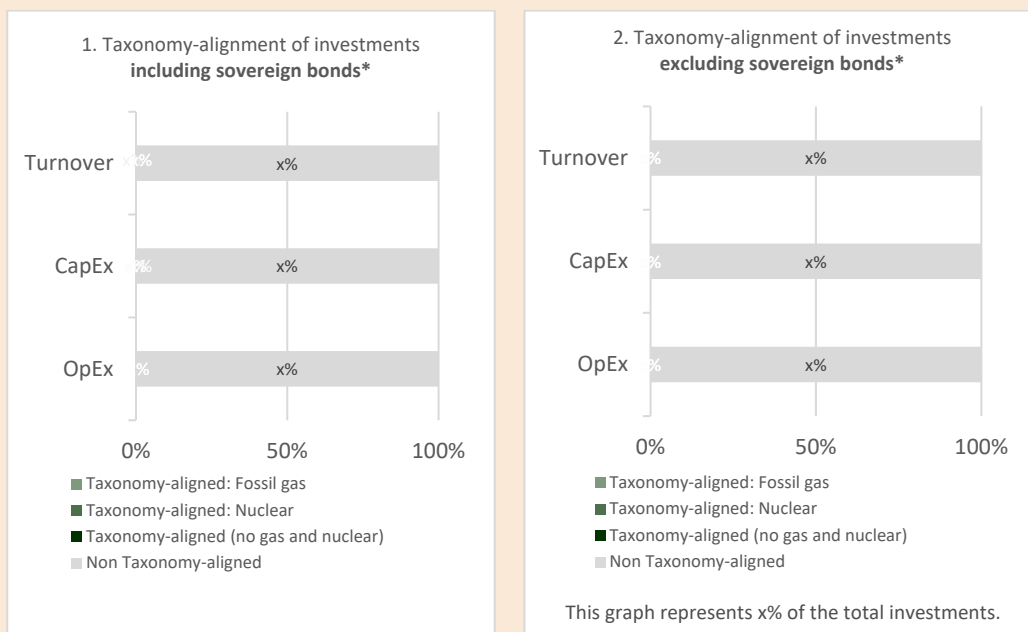 1. Taxonomy-alignment of investments
including sovereign bonds*
Turnover
x%
CapEx
x%
OpEx
%
x%
0% 50% 100%
Taxonomy-aligned: Fossil gas
Taxonomy-aligned: Nuclear
Taxonomy-aligned (no gas and nuclear)
Non Taxonomy-aligned
2. Taxonomy-alignment of investments
excluding sovereign bonds*
Turnover
%
x%
CapEx
%
x%
OpEx
%
x%
0% 50% 100%
Taxonomy-aligned: Fossil gas
Taxonomy-aligned: Nuclear
Taxonomy-aligned (no gas and nuclear)
Non Taxonomy-aligned
This graph represents x% of the total investments.